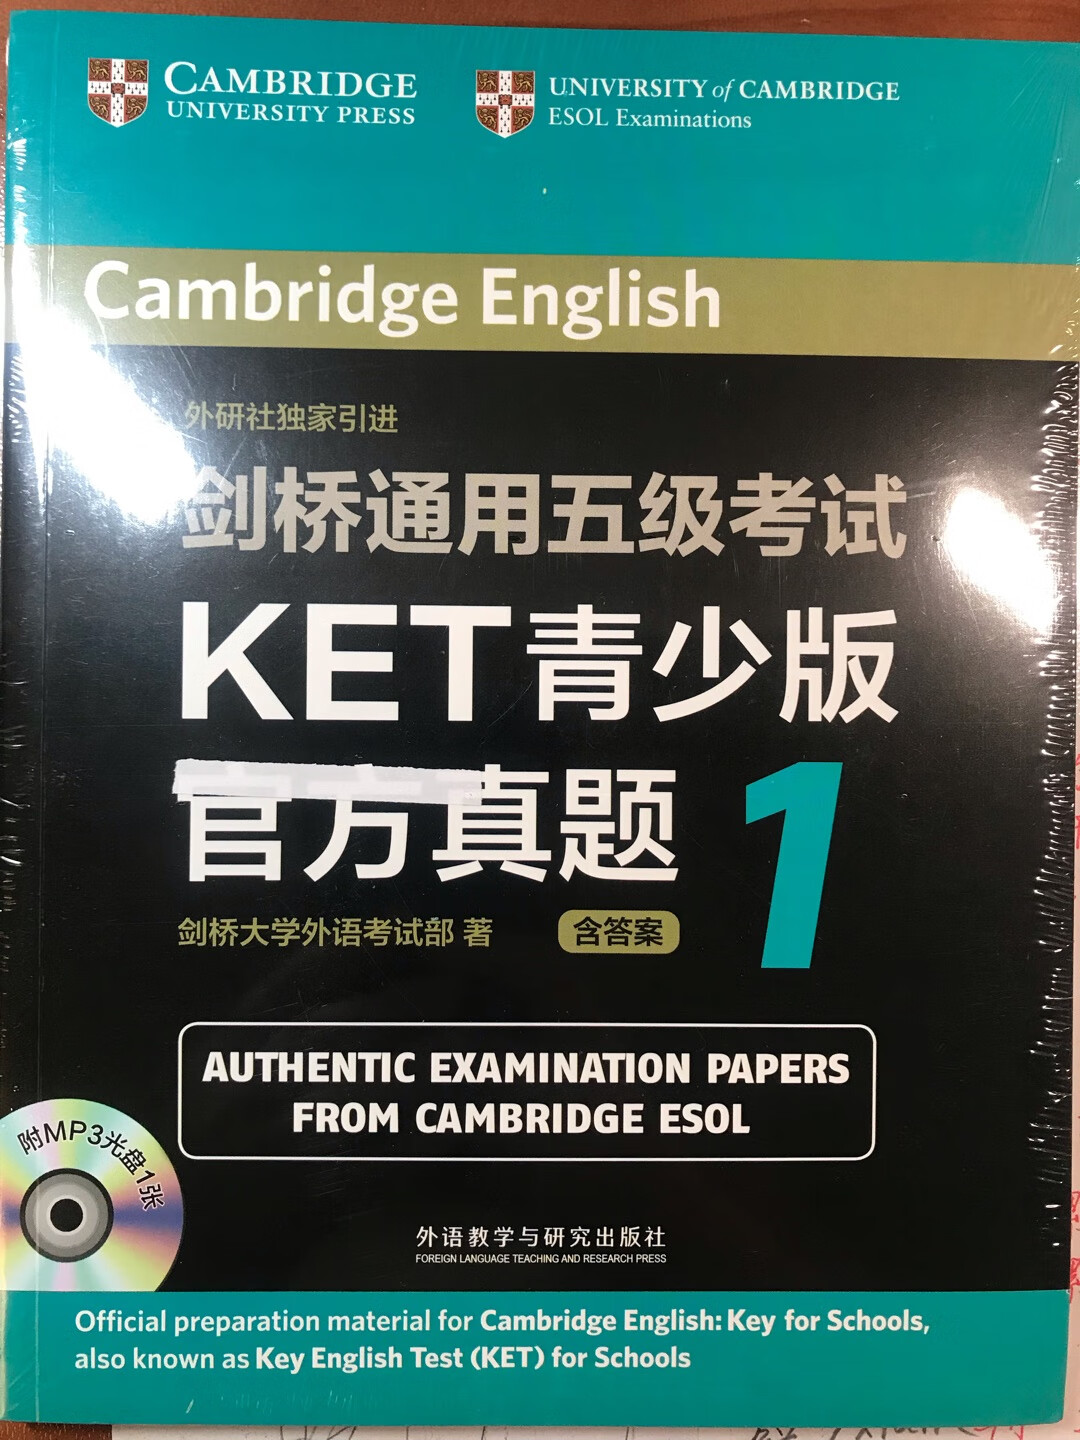 CAMBRIDGE
UNIVERSITY PRESS
UNIVERSITY of CAMBRIDGE
ESOL Examinations
Cambridge English
外研社独家引进
剑桥通用五级考试
KET青少版
官方真题 1
剑桥大学外语考试部 著
含答案
AUTHENTIC EXAMINATION PAPERS
FROM CAMBRIDGE ESOL
附MP3光盘1张
外语教学与研究出版社
FOREIGN LANGUAGE TEACHING AND RESEARCH PRESS
Official preparation material for Cambridge English: Key for Schools,
also known as Key English Test (KET) for Schools